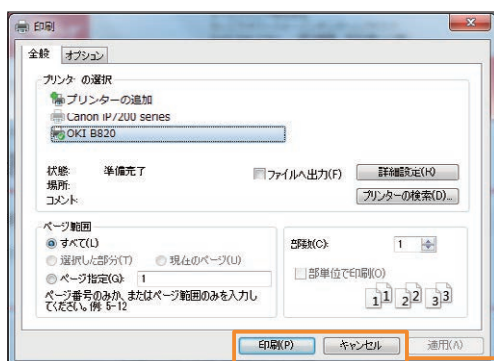 印刷
全般 オプション
プリンターの選択
プリンターの追加
Canon iP7200 series
OKI B820
状態: 準備完了
場所:
コメント:
ファイルへ出力(F)
詳細設定(R)
プリンターの検索(D)...
ページ範囲
すべて(L)
選択した部分(T) 現在のページ(U)
ページ指定(G): 1
ページ番号のみか、またはページ範囲のみを入力し
てください。例: 5-12
部数(C): 1
部単位で印刷(O)
11 22 33
印刷(P) キャンセル 適用(A)